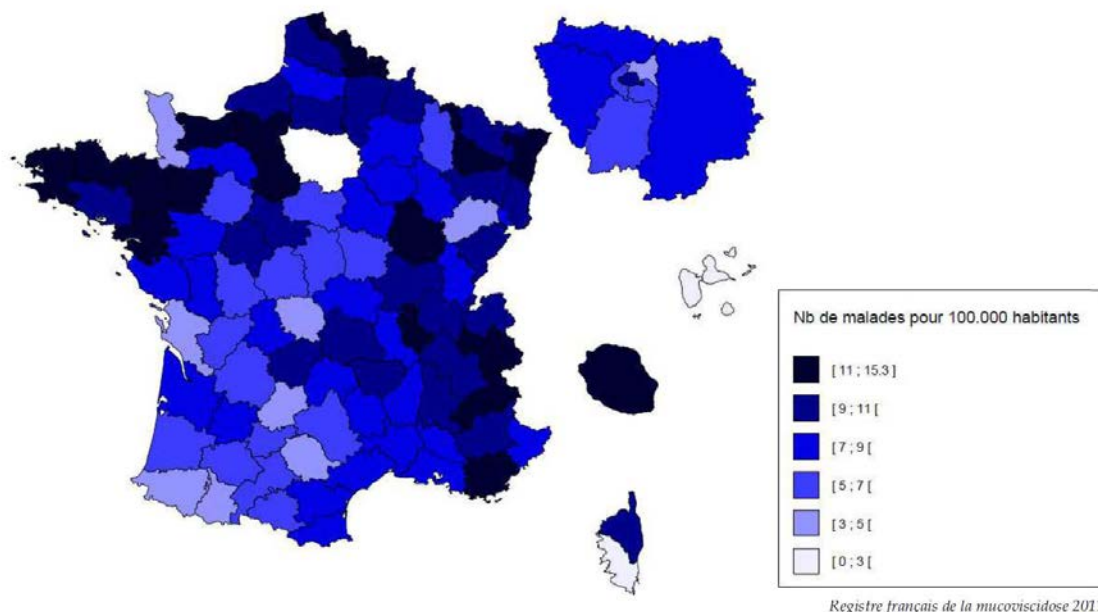 Nb de malades pour 100.000 habitants
[ 11 ; 15.3 ]
[ 9 ; 11 [
[ 7 ; 9 [
[ 5 ; 7 [
[ 3 ; 5 [
[ 0 ; 3 [
Registre français de la mucoviscidose